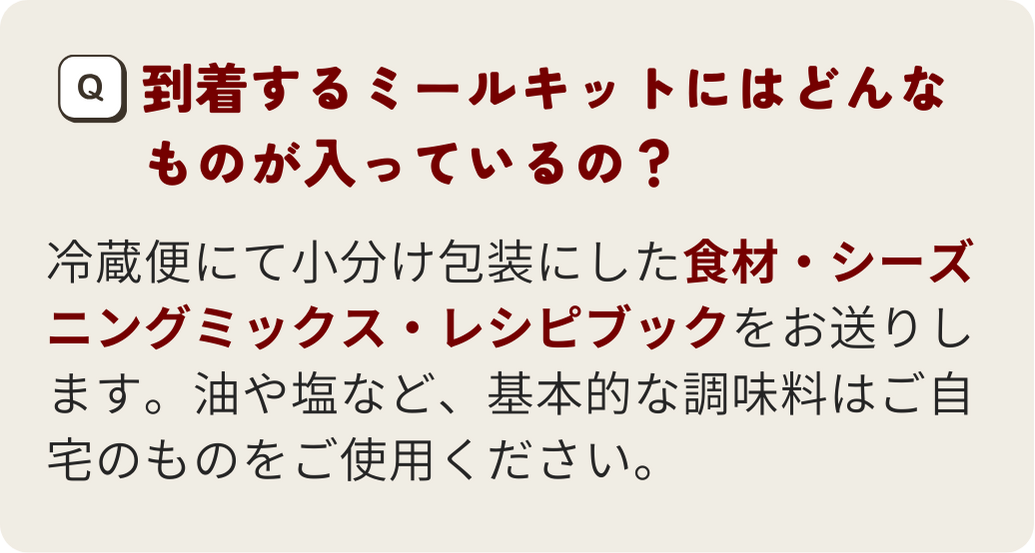 Q 到着するミールキットにはどんな
ものが入っているの？
冷蔵便にて小分け包装にした食材・シーズ
ニングミックス・レシピブックをお送りし
ます。油や塩など、基本的な調味料はご自
宅のものをご使用ください。